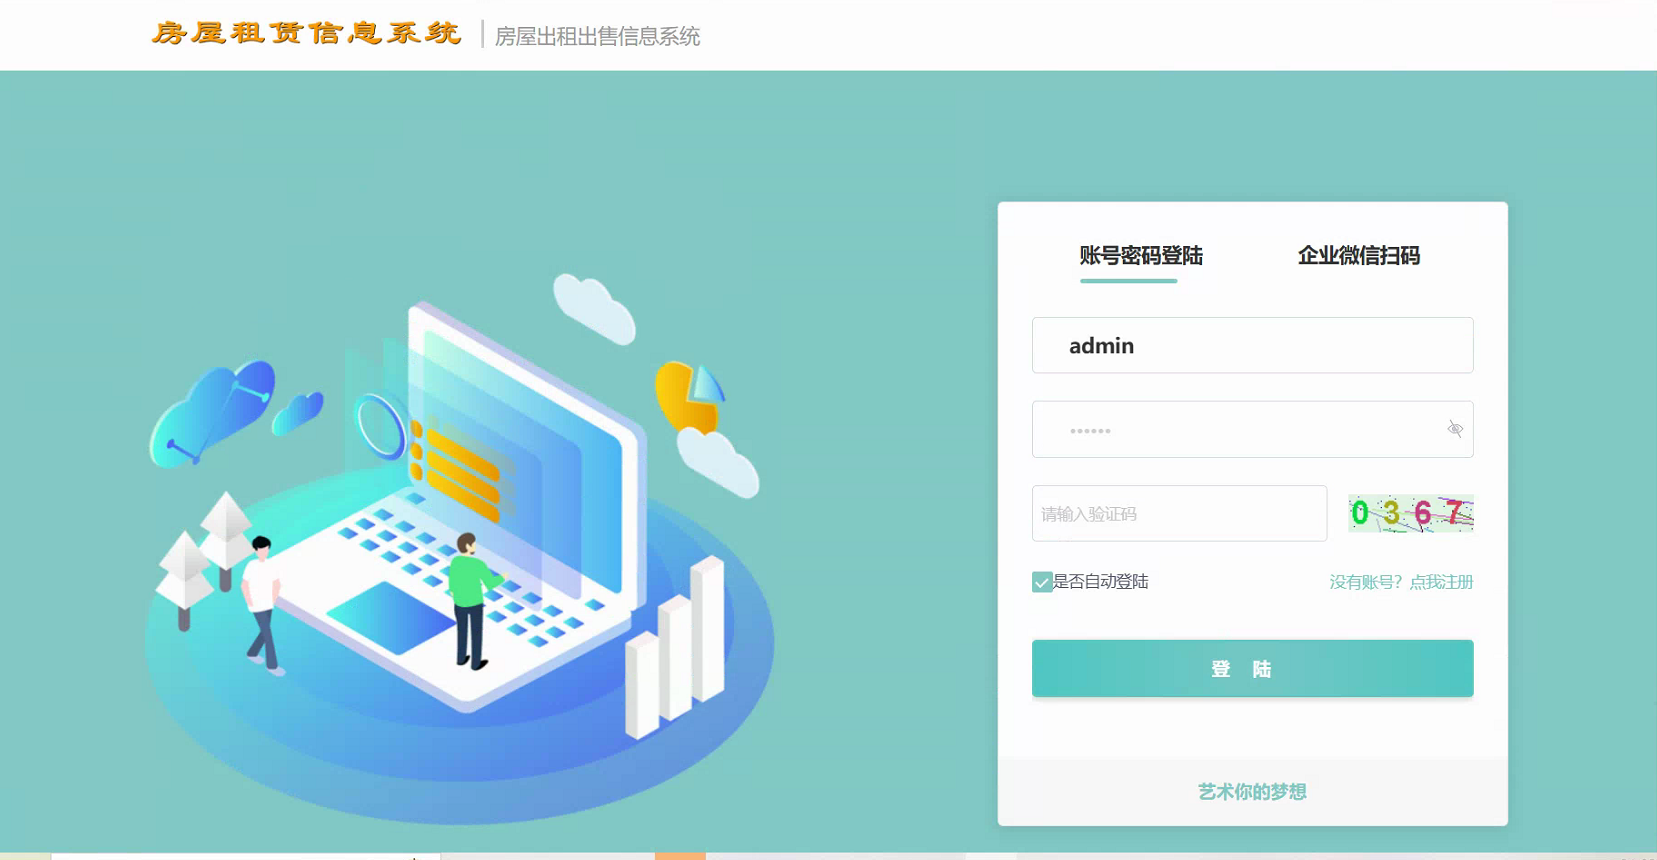 房屋租赁信息系统 房屋出租出售信息系统
账号密码登陆 企业微信扫码
admin
••••••
请输入验证码 0367
是否自动登陆 没有账号？点我注册
登 陆
艺术你的梦想